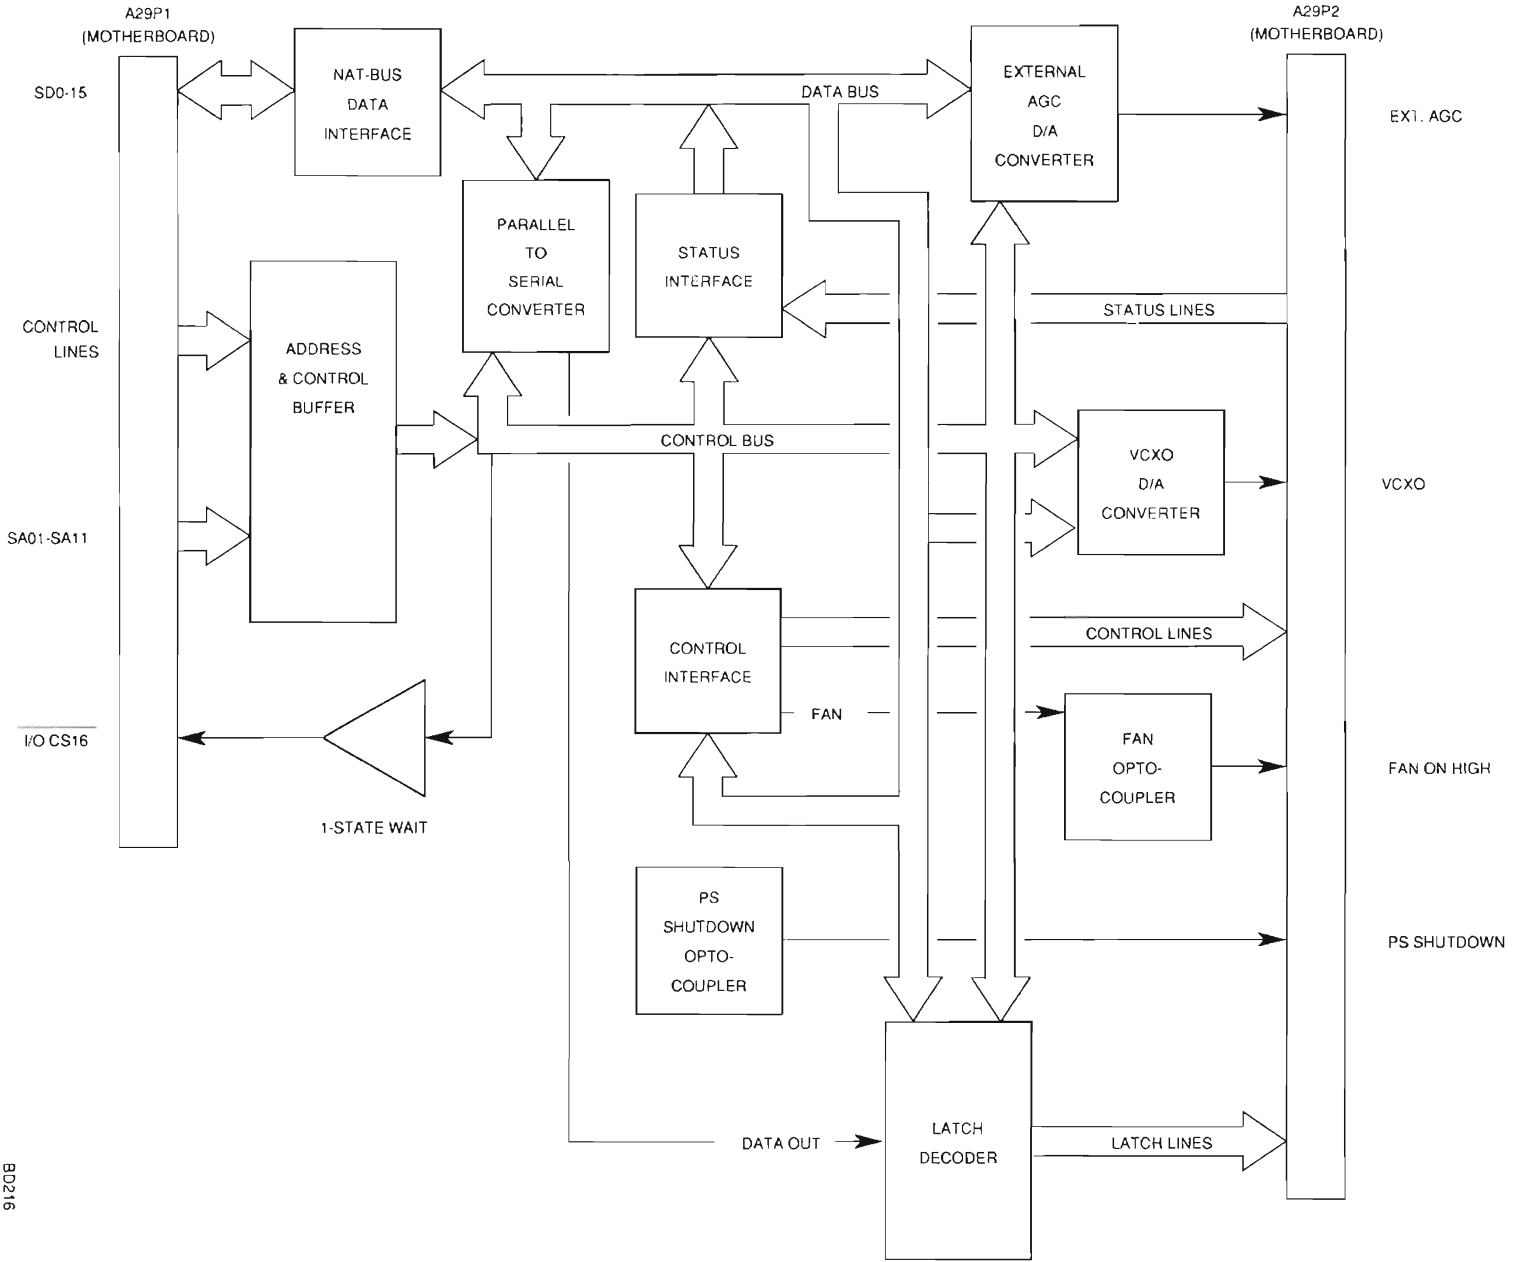 A29P1
(MOTHERBOARD)
A29P2
(MOTHERBOARD)
SD0-15
NAT-BUS
DATA
INTERFACE
DATA BUS
EXTERNAL
AGC
D/A
CONVERTER
EXT. AGC
PARALLEL
TO
SERIAL
CONVERTER
STATUS
INTERFACE
STATUS LINES
CONTROL
LINES
ADDRESS
& CONTROL
BUFFER
CONTROL BUS
VCXO
D/A
CONVERTER
VCXO
SA01-SA11
CONTROL
INTERFACE
CONTROL LINES
FAN
I/O CS16
1-STATE WAIT
FAN
OPTO-
COUPLER
FAN ON HIGH
PS
SHUTDOWN
OPTO-
COUPLER
PS SHUTDOWN
DATA OUT
LATCH
DECODER
LATCH LINES
BD216